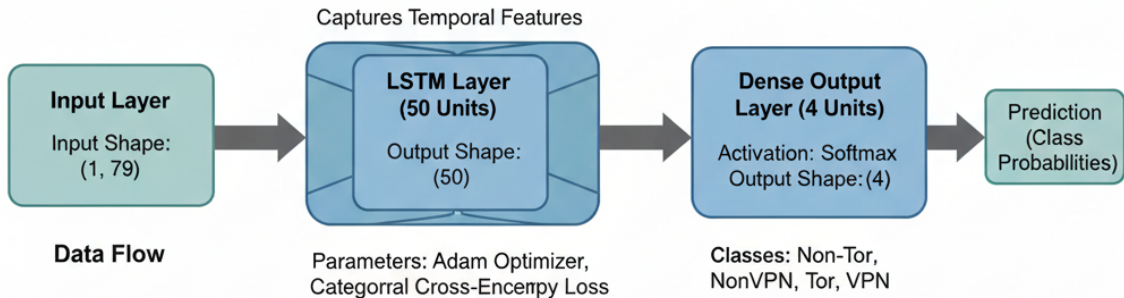 Captures Temporal Features
Input Layer
Input Shape:
(1, 79)
LSTM Layer
(50 Units)
Output Shape:
(50)
Dense Output
Layer (4 Units)
Activation: Softmax
Output Shape:(4)
Prediction
(Class
Probabllities)
Data Flow
Parameters: Adam Optimizer,
Categorral Cross-Encerpy Loss
Classes: Non-Tor,
NonVPN, Tor, VPN